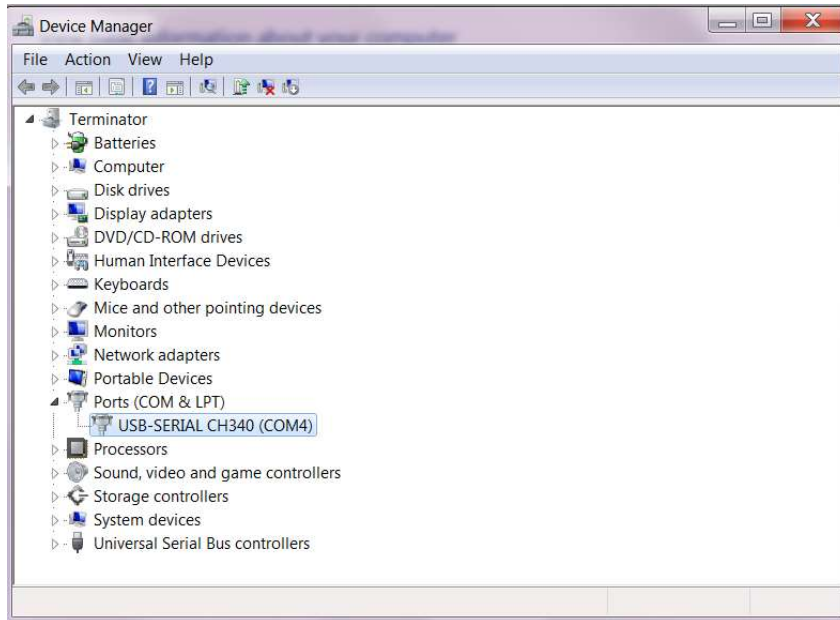 Device Manager
File Action View Help
Terminator
Batteries
Computer
Disk drives
Display adapters
DVD/CD-ROM drives
Human Interface Devices
Keyboards
Mice and other pointing devices
Monitors
Network adapters
Portable Devices
Ports (COM & LPT)
USB-SERIAL CH340 (COM4)
Processors
Sound, video and game controllers
Storage controllers
System devices
Universal Serial Bus controllers